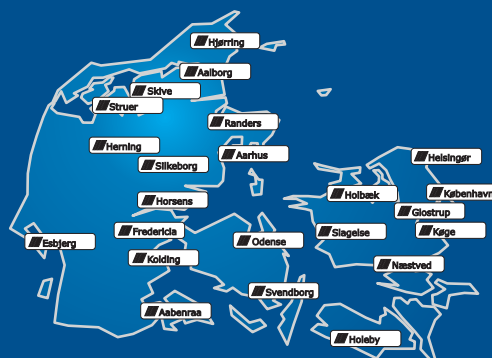 Hjørring
Aalborg
Skive
Struer
Randers
Herning
Aarhus
Silkeborg
Helsingør
Holbæk
København
Horsens
Glostrup
Fredericia
Slagelse
Køge
Esbjerg
Odense
Kolding
Næstved
Svendborg
Aabenraa
Holeby